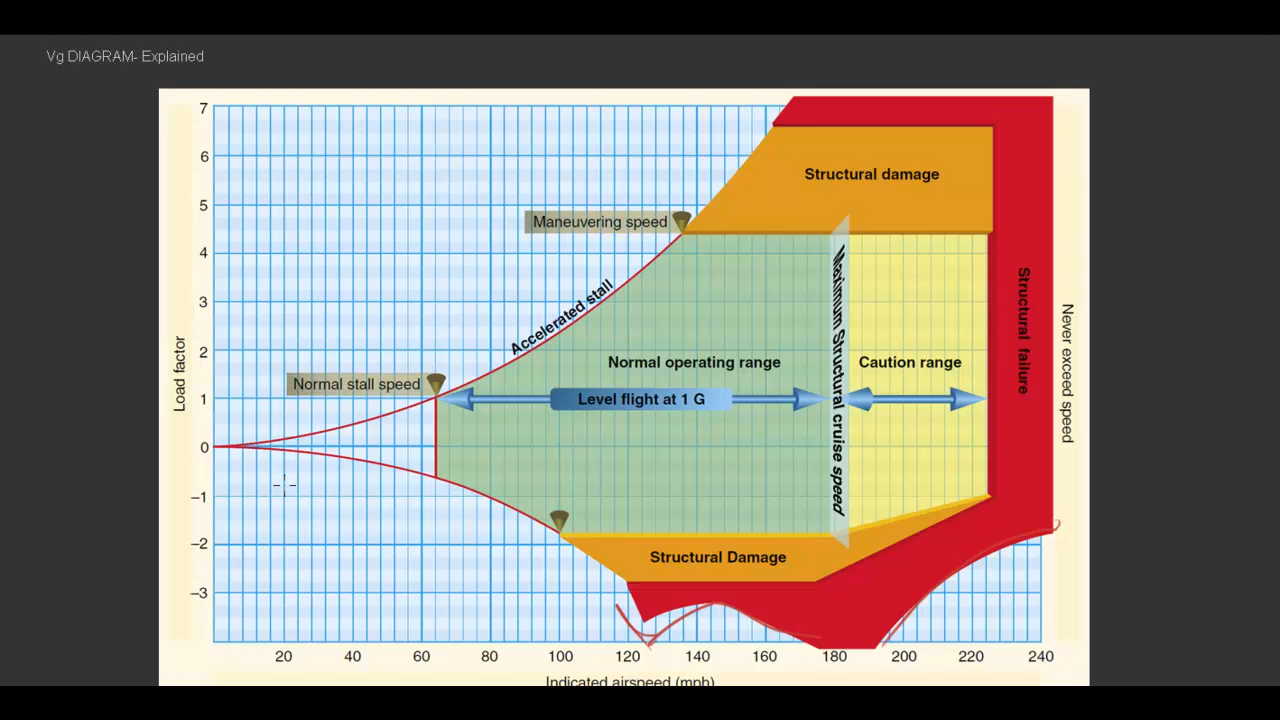 Vg DIAGRAM- Explained
7
6
5
4
3
2
1
0
–1
–2
–3
Load factor
Structural damage
Maneuvering speed
Accelerated stall
Normal stall speed
Normal operating range
Level flight at 1 G
Maximum Structural cruise speed
Caution range
Structural failure
Never exceed speed
Structural Damage
20 40 60 80 100 120 140 160 180 200 220 240
Indicated airspeed (mph)